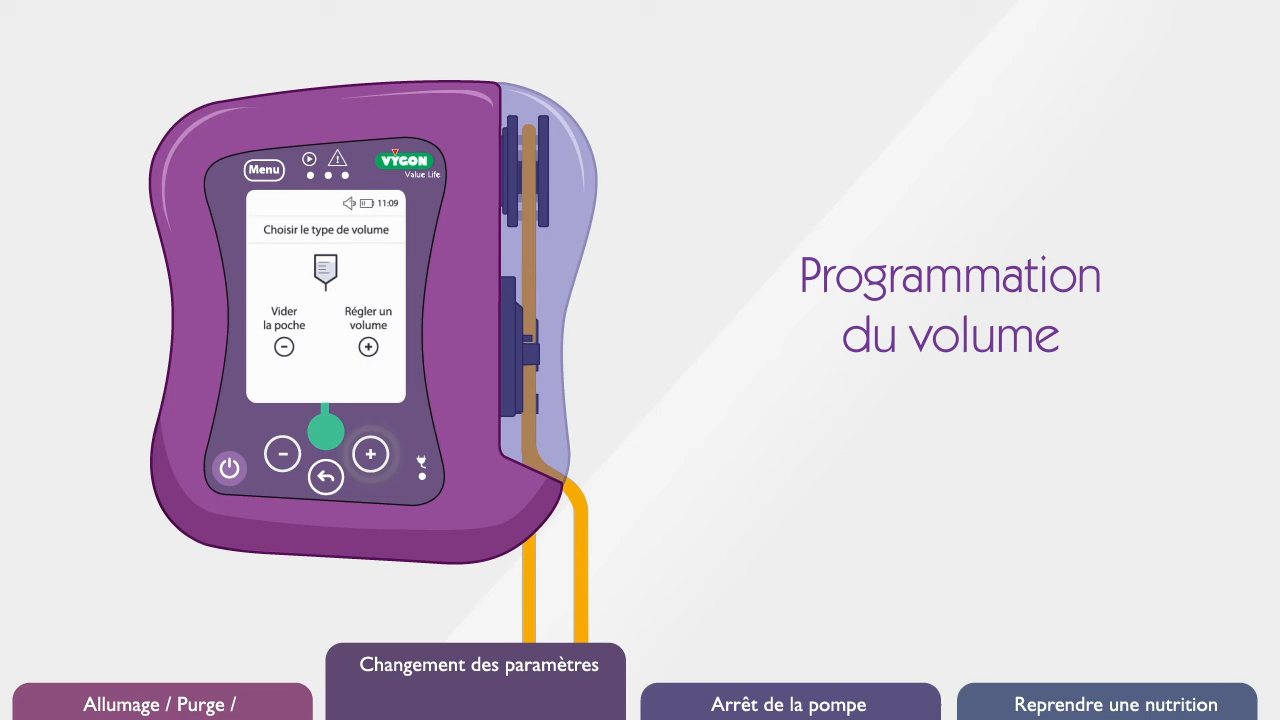 Menu
VYGON
Value Life
11:09
Choisir le type de volume
Vider
la poche
Régler un
volume
Programmation
du volume
Changement des paramètres
Allumage / Purge /
Arrêt de la pompe
Reprendre une nutrition